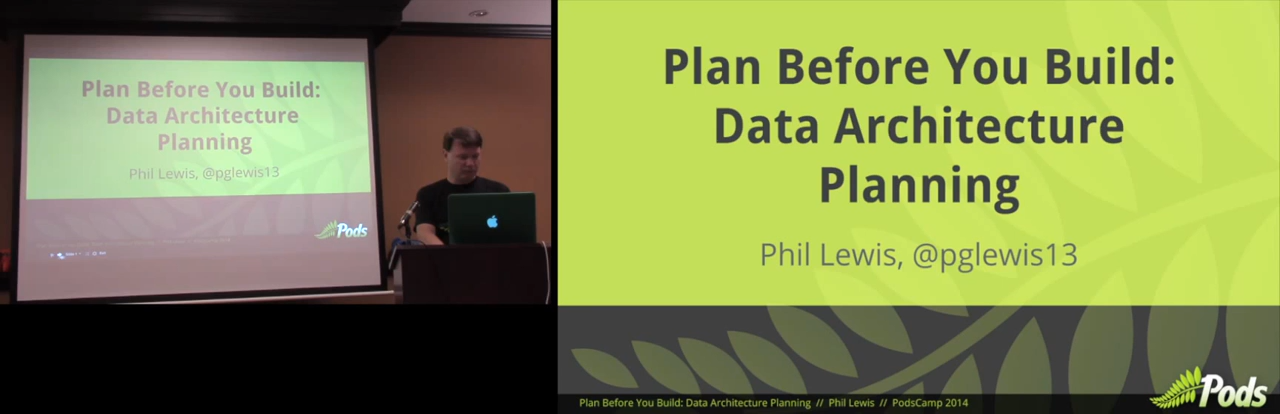 Plan Before You Build:
Data Architecture
Planning
Phil Lewis, @pglewis13
Pods
Plan Before You Build:
Data Architecture
Planning
Phil Lewis, @pglewis13
Plan Before You Build: Data Architecture Planning // Phil Lewis // PodsCamp 2014
Pods